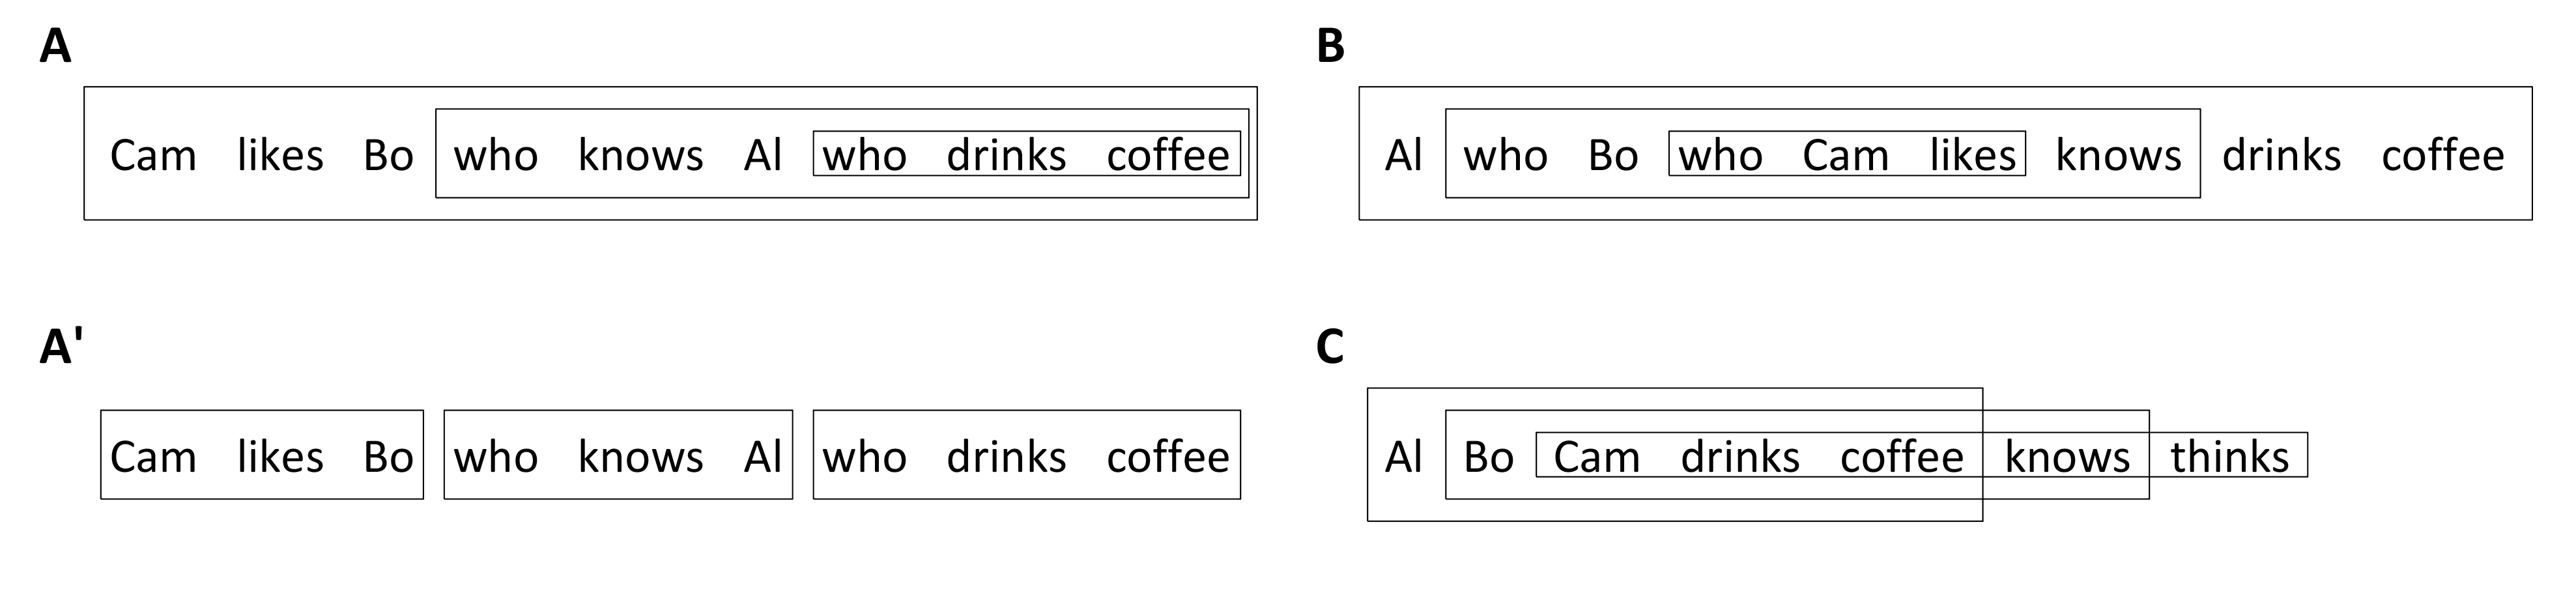 A
Cam likes Bo who knows Al who drinks coffee
B
Al who Bo who Cam likes knows drinks coffee
A'
Cam likes Bo who knows Al who drinks coffee
C
Al Bo Cam drinks coffee knows thinks